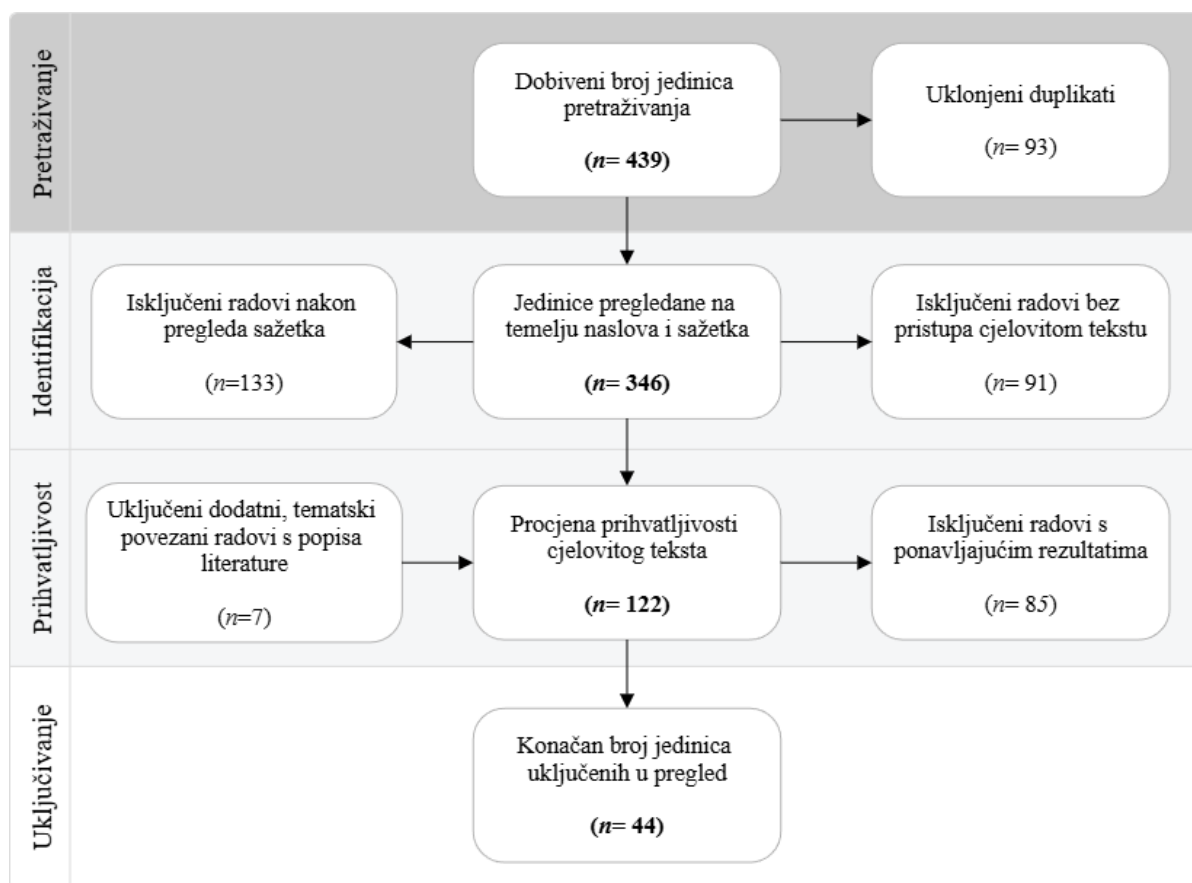 Pretraživanje
Dobiveni broj jedinica
pretraživanja
(n= 439)
Uklonjeni duplikati
(n= 93)
Identifikacija
Isključeni radovi nakon
pregleda sažetka
(n=133)
Jedinice pregledane na
temelju naslova i sažetka
(n= 346)
Isključeni radovi bez
pristupa cjelovitom tekstu
(n= 91)
Prihvatljivost
Uključeni dodatni, tematski
povezani radovi s popisa
literature
(n=7)
Procjena prihvatljivosti
cjelovitog teksta
(n= 122)
Isključeni radovi s
ponavljajućim rezultatima
(n= 85)
Uključivanje
Konačan broj jedinica
uključenih u pregled
(n= 44)